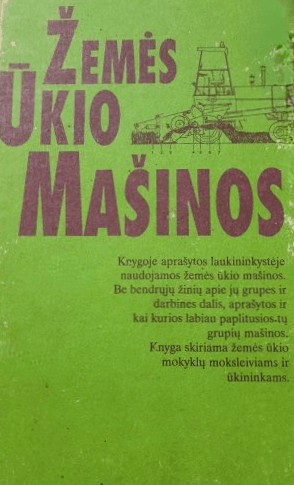 ŽEMĖS
ŪKIO
MAŠINOS
Knygoje aprašytos laukininkystėje
naudojamos žemės ūkio mašinos.
Be bendrųjų žinių apie jų grupes ir
darbines dalis, aprašytos ir
kai kurios labiau paplitusios tų
grupių mašinos.
Knyga skiriama žemės ūkio
mokyklų moksleiviams ir
ūkininkams.